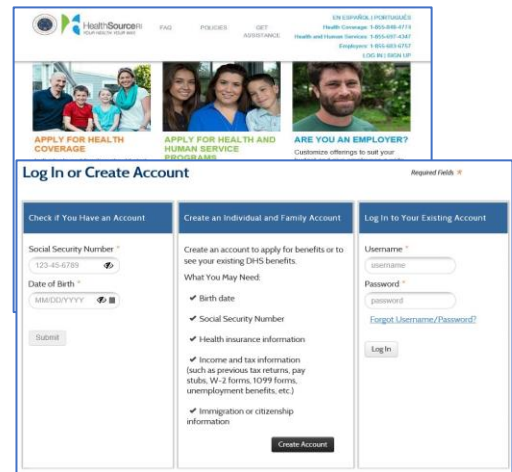 HealthSourceRI
YOUR HEALTH. YOUR WAY.
FAQ
POLICIES
GET
ASSISTANCE
EN ESPAÑOL | PORTUGUÊS
Health Coverage: 1-855-840-4773
Health and Human Services: 1-855-697-4347
Employers: 1-855-683-6757
LOG IN | SIGN UP
APPLY FOR HEALTH
COVERAGE
APPLY FOR HEALTH AND
HUMAN SERVICE
PROGRAMS
ARE YOU AN EMPLOYER?
Customize offerings to suit your
Log In or Create Account
Required Fields *
Check if You Have an Account
Social Security Number *
123-45-6789
Date of Birth *
MM/DD/YYYY
Submit
Create an Individual and Family Account
Create an account to apply for benefits or to
see your existing DHS benefits.
What You May Need:
✔ Birth date
✔ Social Security Number
✔ Health insurance information
✔ Income and tax information
(such as previous tax returns, pay
stubs, W-2 forms, 1099 forms,
unemployment benefits, etc.)
✔ Immigration or citizenship
information
Create Account
Log In to Your Existing Account
Username *
username
Password *
password
Forgot Username/Password?
Log In